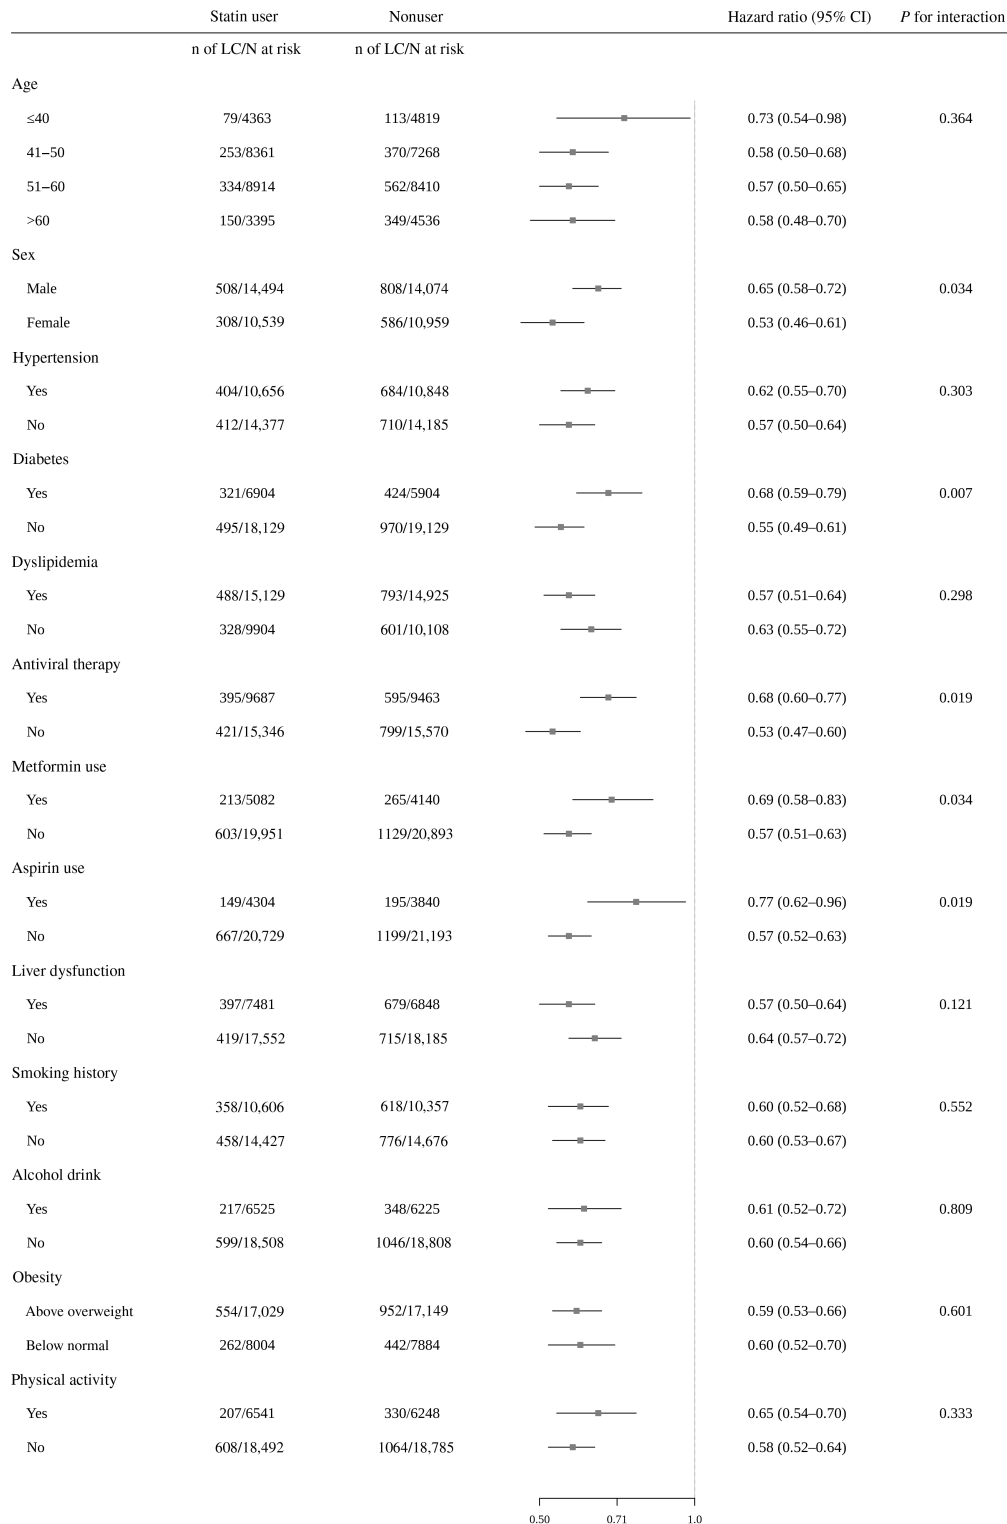 Statin user Nonuser Hazard ratio (95% CI) P for interaction
n of LC/N at risk n of LC/N at risk
Age
≤40 79/4363 113/4819 0.73 (0.54–0.98) 0.364
41–50 253/8361 370/7268 0.58 (0.50–0.68)
51–60 334/8914 562/8410 0.57 (0.50–0.65)
>60 150/3395 349/4536 0.58 (0.48–0.70)
Sex
Male 508/14,494 808/14,074 0.65 (0.58–0.72) 0.034
Female 308/10,539 586/10,959 0.53 (0.46–0.61)
Hypertension
Yes 404/10,656 684/10,848 0.62 (0.55–0.70) 0.303
No 412/14,377 710/14,185 0.57 (0.50–0.64)
Diabetes
Yes 321/6904 424/5904 0.68 (0.59–0.79) 0.007
No 495/18,129 970/19,129 0.55 (0.49–0.61)
Dyslipidemia
Yes 488/15,129 793/14,925 0.57 (0.51–0.64) 0.298
No 328/9904 601/10,108 0.63 (0.55–0.72)
Antiviral therapy
Yes 395/9687 595/9463 0.68 (0.60–0.77) 0.019
No 421/15,346 799/15,570 0.53 (0.47–0.60)
Metformin use
Yes 213/5082 265/4140 0.69 (0.58–0.83) 0.034
No 603/19,951 1129/20,893 0.57 (0.51–0.63)
Aspirin use
Yes 149/4304 195/3840 0.77 (0.62–0.96) 0.019
No 667/20,729 1199/21,193 0.57 (0.52–0.63)
Liver dysfunction
Yes 397/7481 679/6848 0.57 (0.50–0.64) 0.121
No 419/17,552 715/18,185 0.64 (0.57–0.72)
Smoking history
Yes 358/10,606 618/10,357 0.60 (0.52–0.68) 0.552
No 458/14,427 776/14,676 0.60 (0.53–0.67)
Alcohol drink
Yes 217/6525 348/6225 0.61 (0.52–0.72) 0.809
No 599/18,508 1046/18,808 0.60 (0.54–0.66)
Obesity
Above overweight 554/17,029 952/17,149 0.59 (0.53–0.66) 0.601
Below normal 262/8004 442/7884 0.60 (0.52–0.70)
Physical activity
Yes 207/6541 330/6248 0.65 (0.54–0.70) 0.333
No 608/18,492 1064/18,785 0.58 (0.52–0.64)
0.50 0.71 1.0